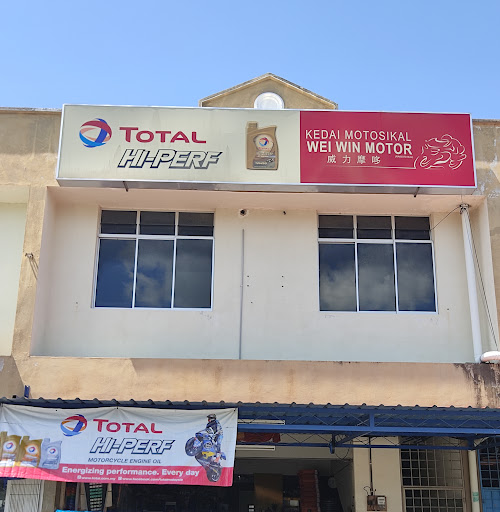 TOTAL
HI-PERF
KEDAI MOTOSIKAL
WEI WIN MOTOR
威力摩哆
TOTAL
HI-PERF
MOTORCYCLE ENGINE OIL
Energizing performance. Every day